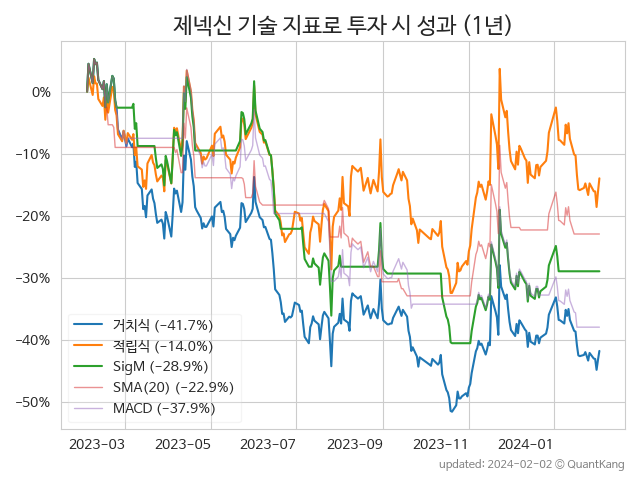 제넥신 기술 지표로 투자 시 성과 (1년)
0%
−10%
−20%
−30%
−40%
−50%
거치식 (−41.7%)
적립식 (−14.0%)
SigM (−28.9%)
SMA(20) (−22.9%)
MACD (−37.9%)
2023−03 2023−05 2023−07 2023−09 2023−11 2024−01
updated: 2024-02-02 ⓒ QuantKang